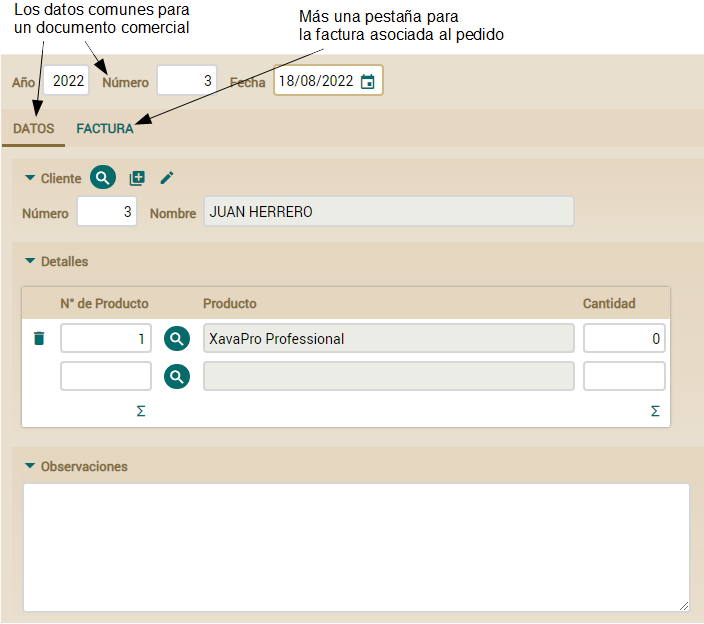 Los datos comunes para
un documento comercial
Más una pestaña para
la factura asociada al pedido
Año 2022 Número 3 Fecha 18/08/2022
DATOS FACTURA
Cliente
Número 3 Nombre JUAN HERRERO
Detalles
N° de Producto Producto Cantidad
1 XavaPro Professional 0
Σ Σ
Observaciones